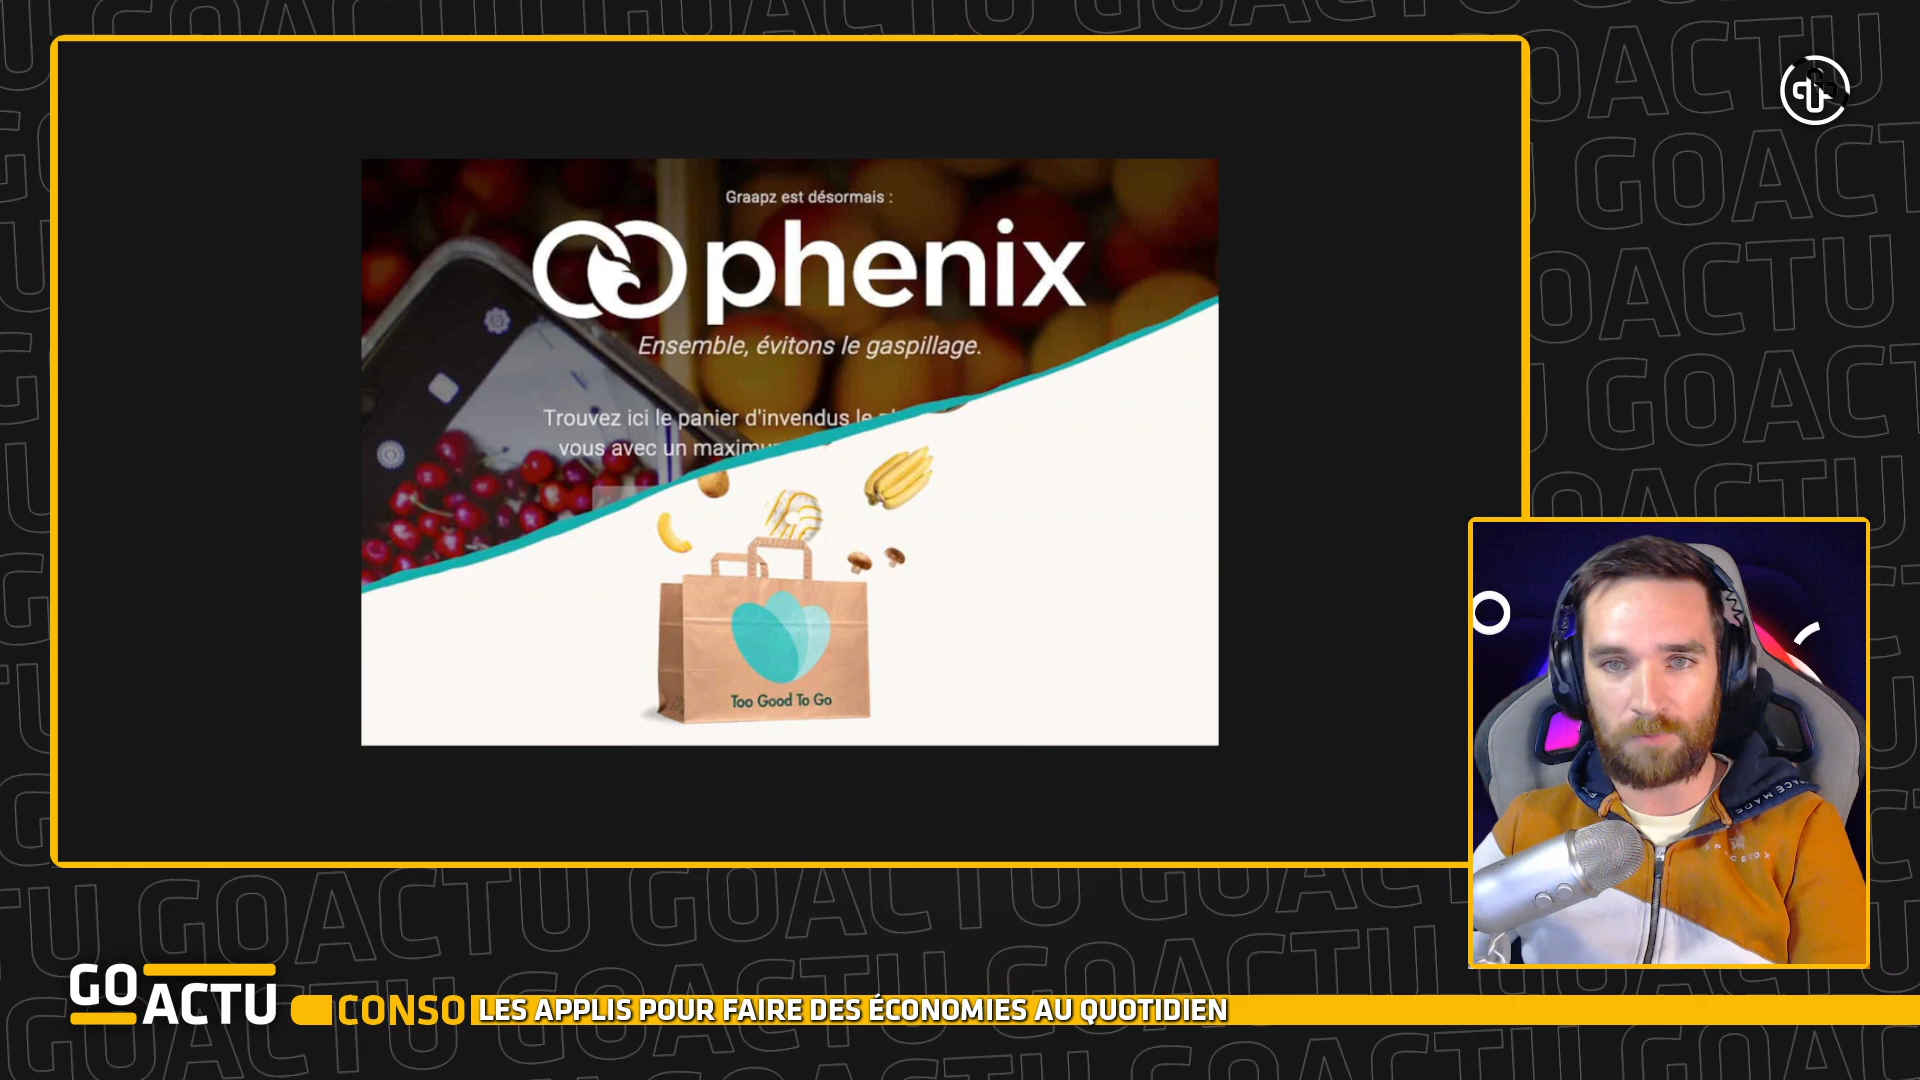 Graapz est désormais :
phenix
Ensemble, évitons le gaspillage.
Trouvez ici le panier d'invendus le
vous avec un maximum
Too Good To Go
GO
ACTU
CONSO
LES APPLIS POUR FAIRE DES ÉCONOMIES AU QUOTIDIEN